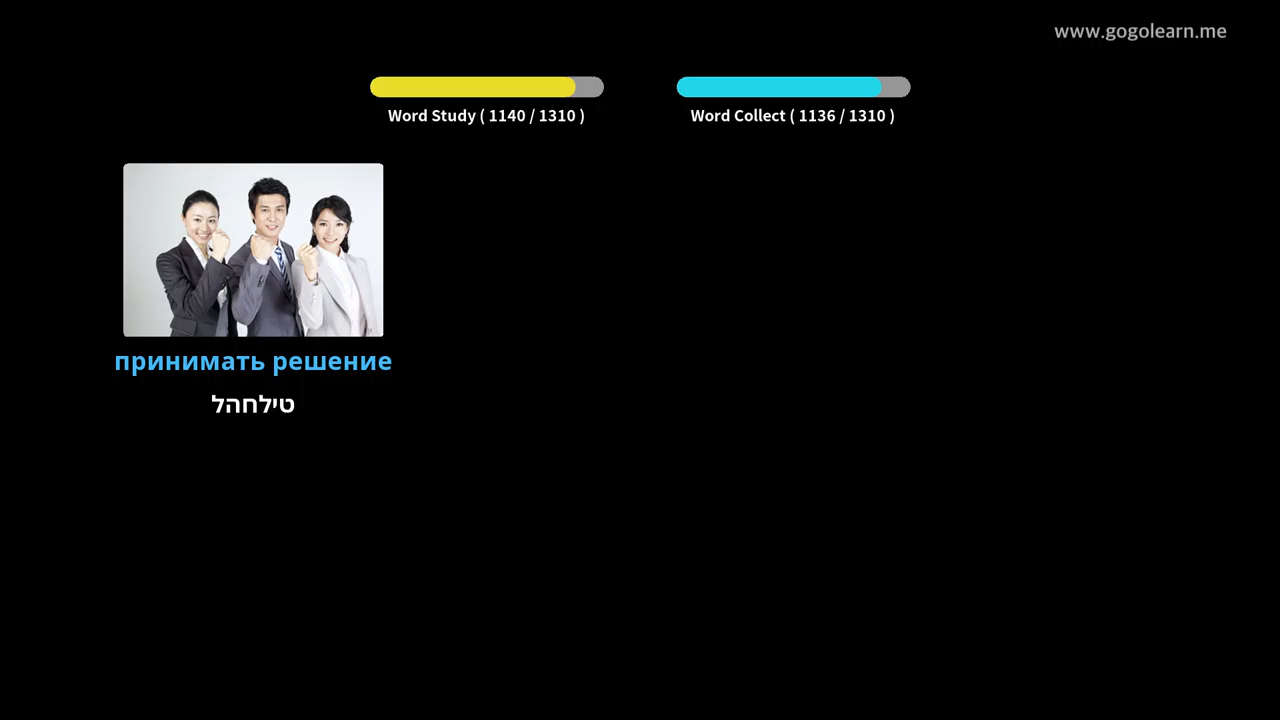 www.gogolearn.me
Word Study ( 1140 / 1310 )
Word Collect ( 1136 / 1310 )
принимать решение
טילחהל